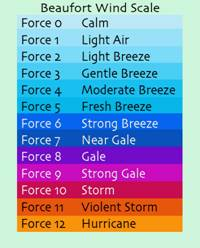 Beaufort Wind Scale
Force 0 Calm
Force 1 Light Air
Force 2 Light Breeze
Force 3 Gentle Breeze
Force 4 Moderate Breeze
Force 5 Fresh Breeze
Force 6 Strong Breeze
Force 7 Near Gale
Force 8 Gale
Force 9 Strong Gale
Force 10 Storm
Force 11 Violent Storm
Force 12 Hurricane